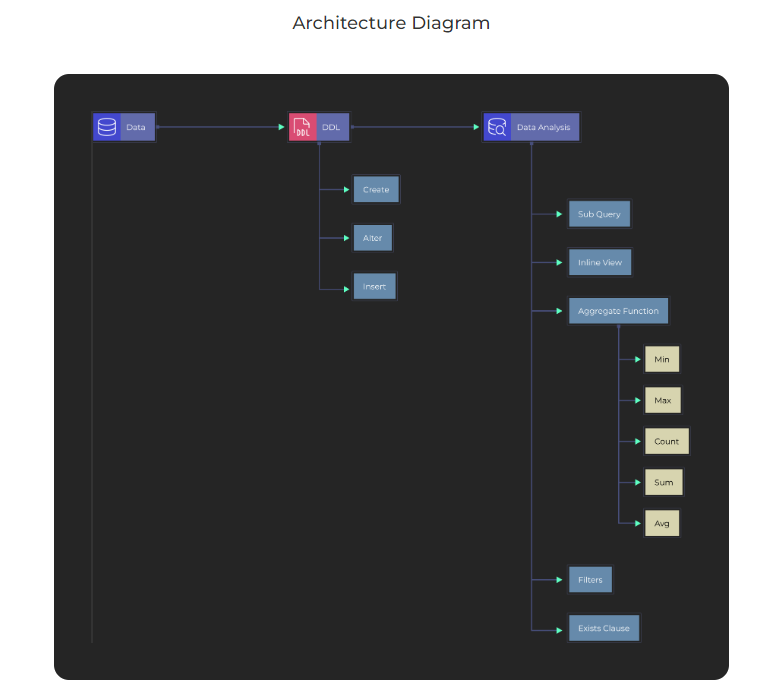 Architecture Diagram
Data
DDL
DDL
Data Analysis
Create
Alter
Insert
Sub Query
Inline View
Aggregate Function
Min
Max
Count
Sum
Avg
Filters
Exists Clause